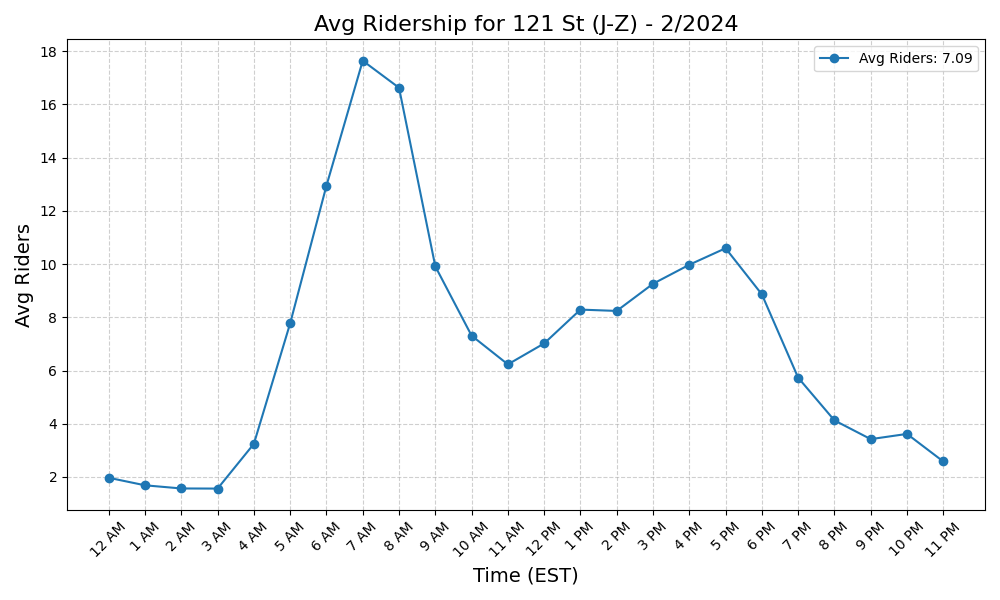 Avg Ridership for 121 St (J-Z) - 2/2024
Avg Riders: 7.09
Avg Riders
18
16
14
12
10
8
6
4
2
12 AM
1 AM
2 AM
3 AM
4 AM
5 AM
6 AM
7 AM
8 AM
9 AM
10 AM
11 AM
12 PM
1 PM
2 PM
3 PM
4 PM
5 PM
6 PM
7 PM
8 PM
9 PM
10 PM
11 PM
Time (EST)